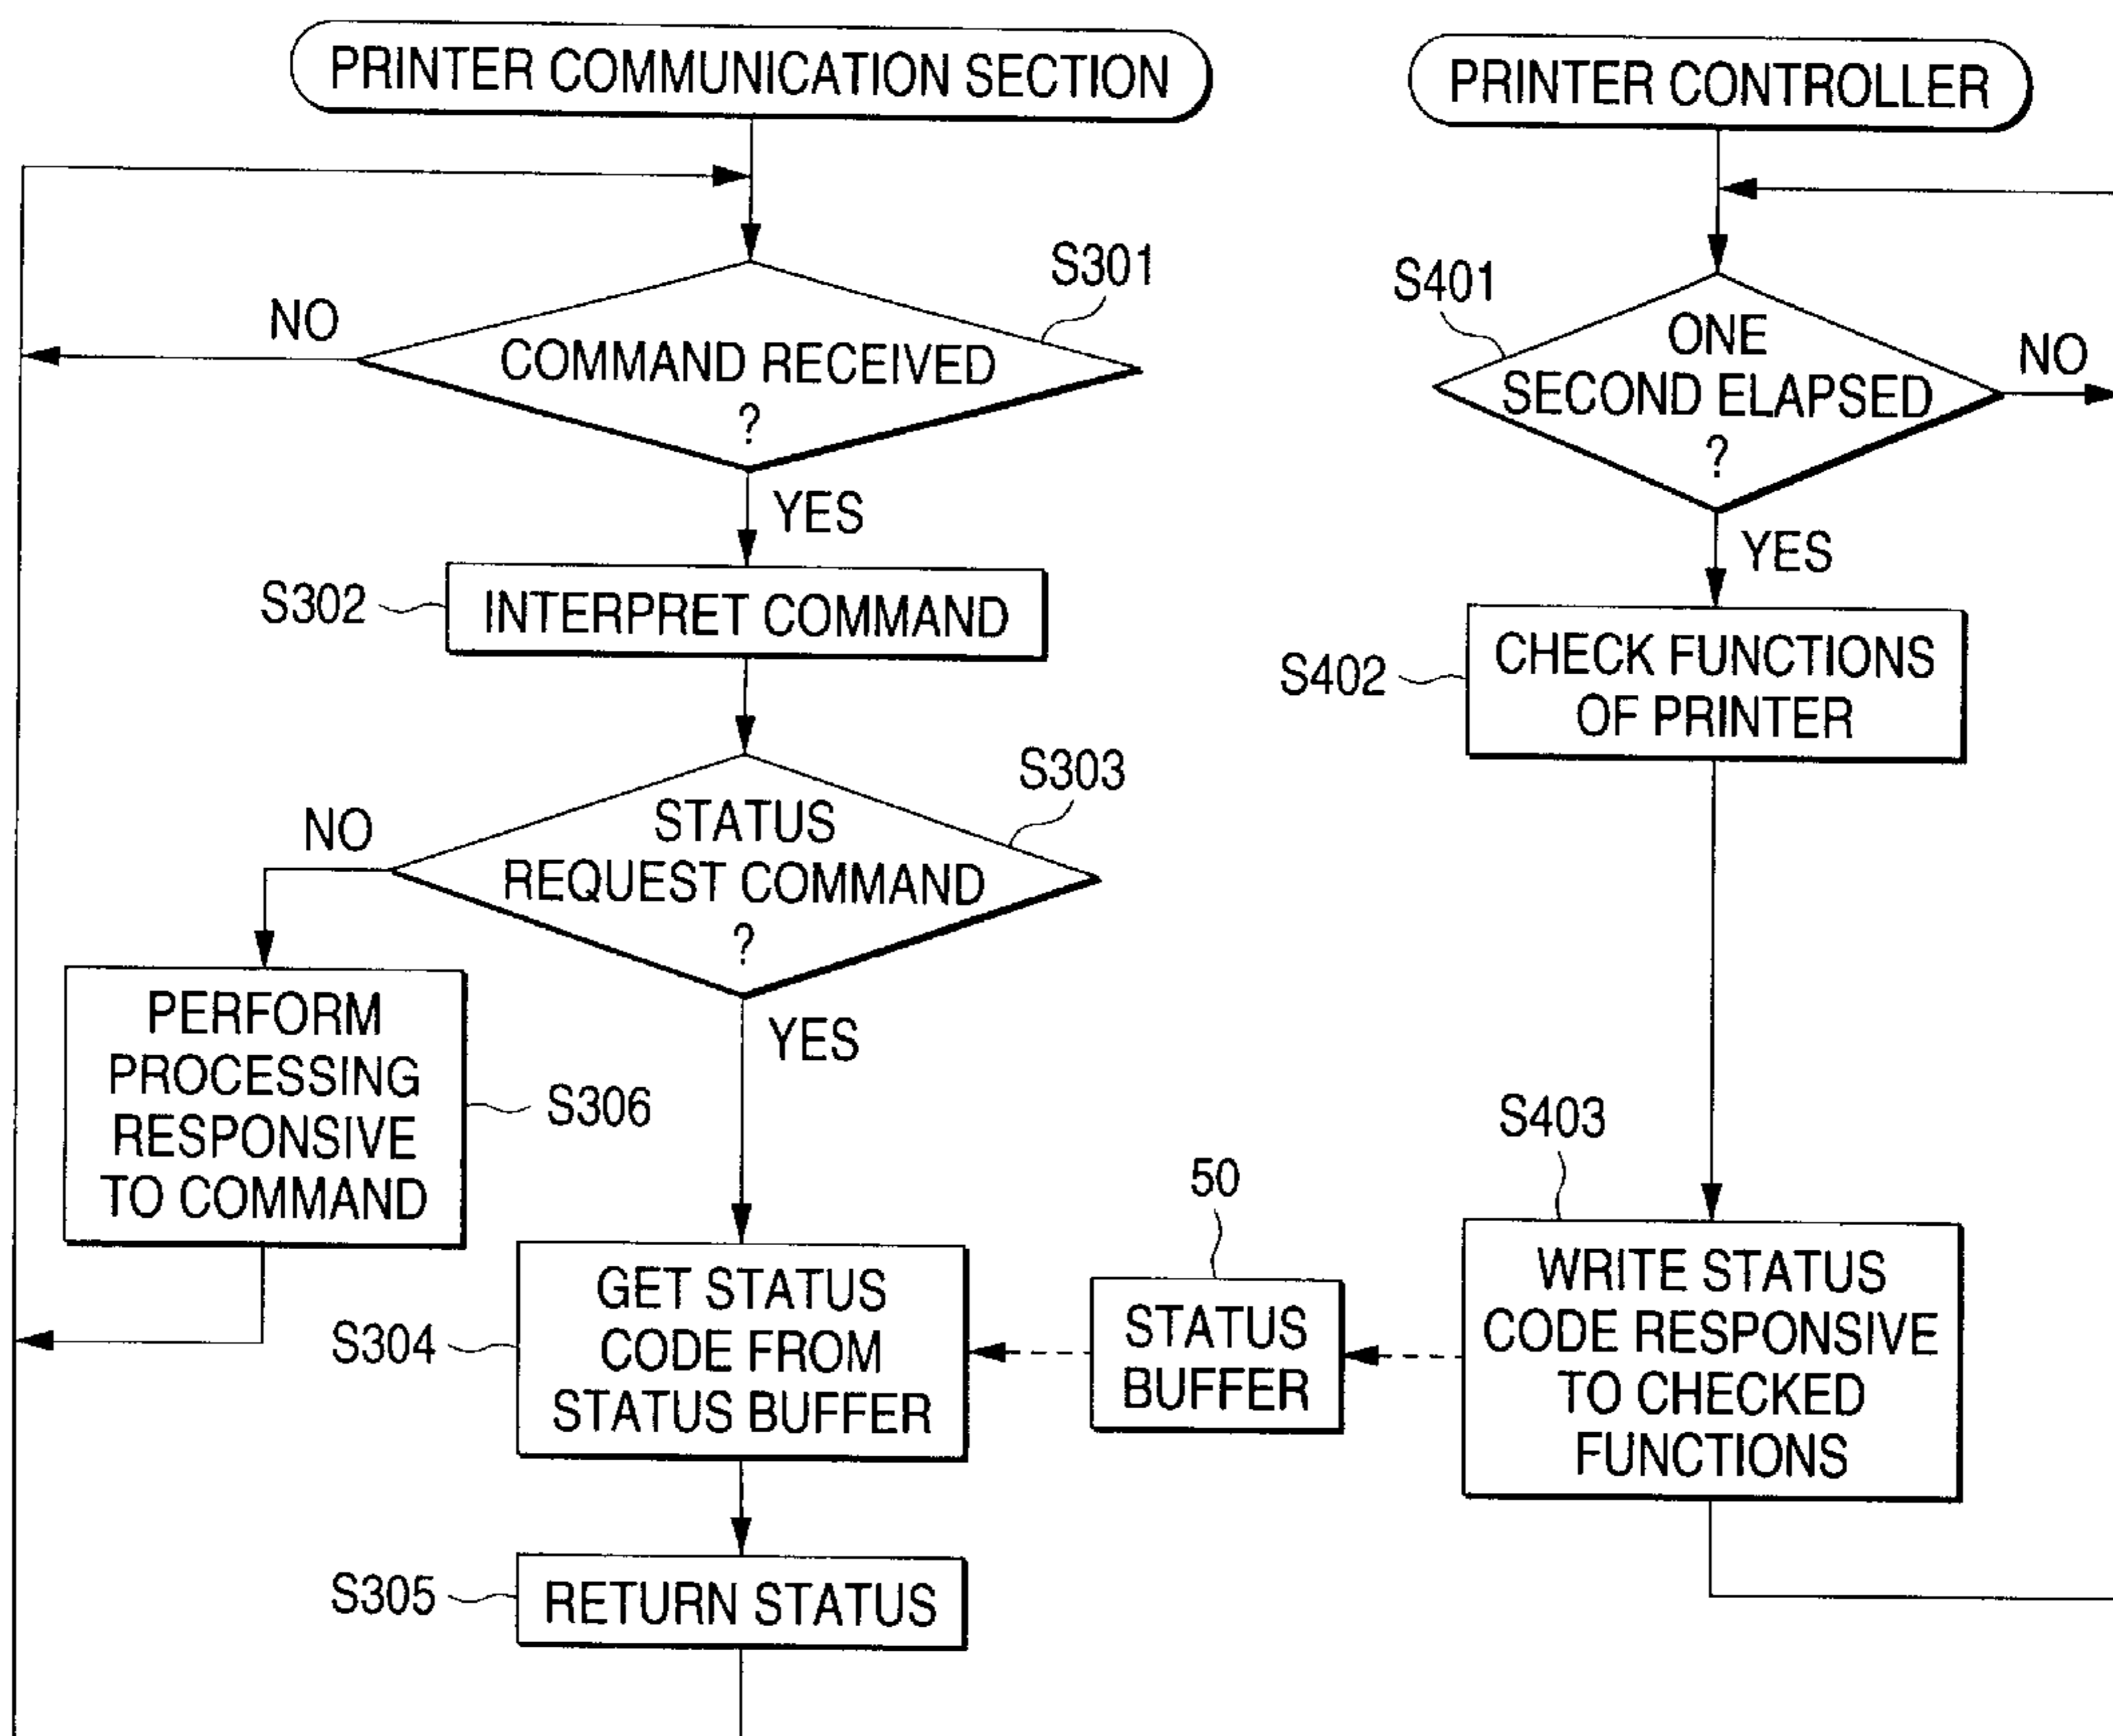 PRINTER COMMUNICATION SECTION
S301
NO
COMMAND RECEIVED
?
YES
S302
INTERPRET COMMAND
S303
NO
STATUS
REQUEST COMMAND
?
YES
PERFORM
PROCESSING
RESPONSIVE
TO COMMAND
S306
S304
GET STATUS
CODE FROM
STATUS BUFFER
S305
RETURN STATUS
50
STATUS
BUFFER
PRINTER CONTROLLER
S401
ONE
SECOND ELAPSED
?
NO
YES
S402
CHECK FUNCTIONS
OF PRINTER
S403
WRITE STATUS
CODE RESPONSIVE
TO CHECKED
FUNCTIONS